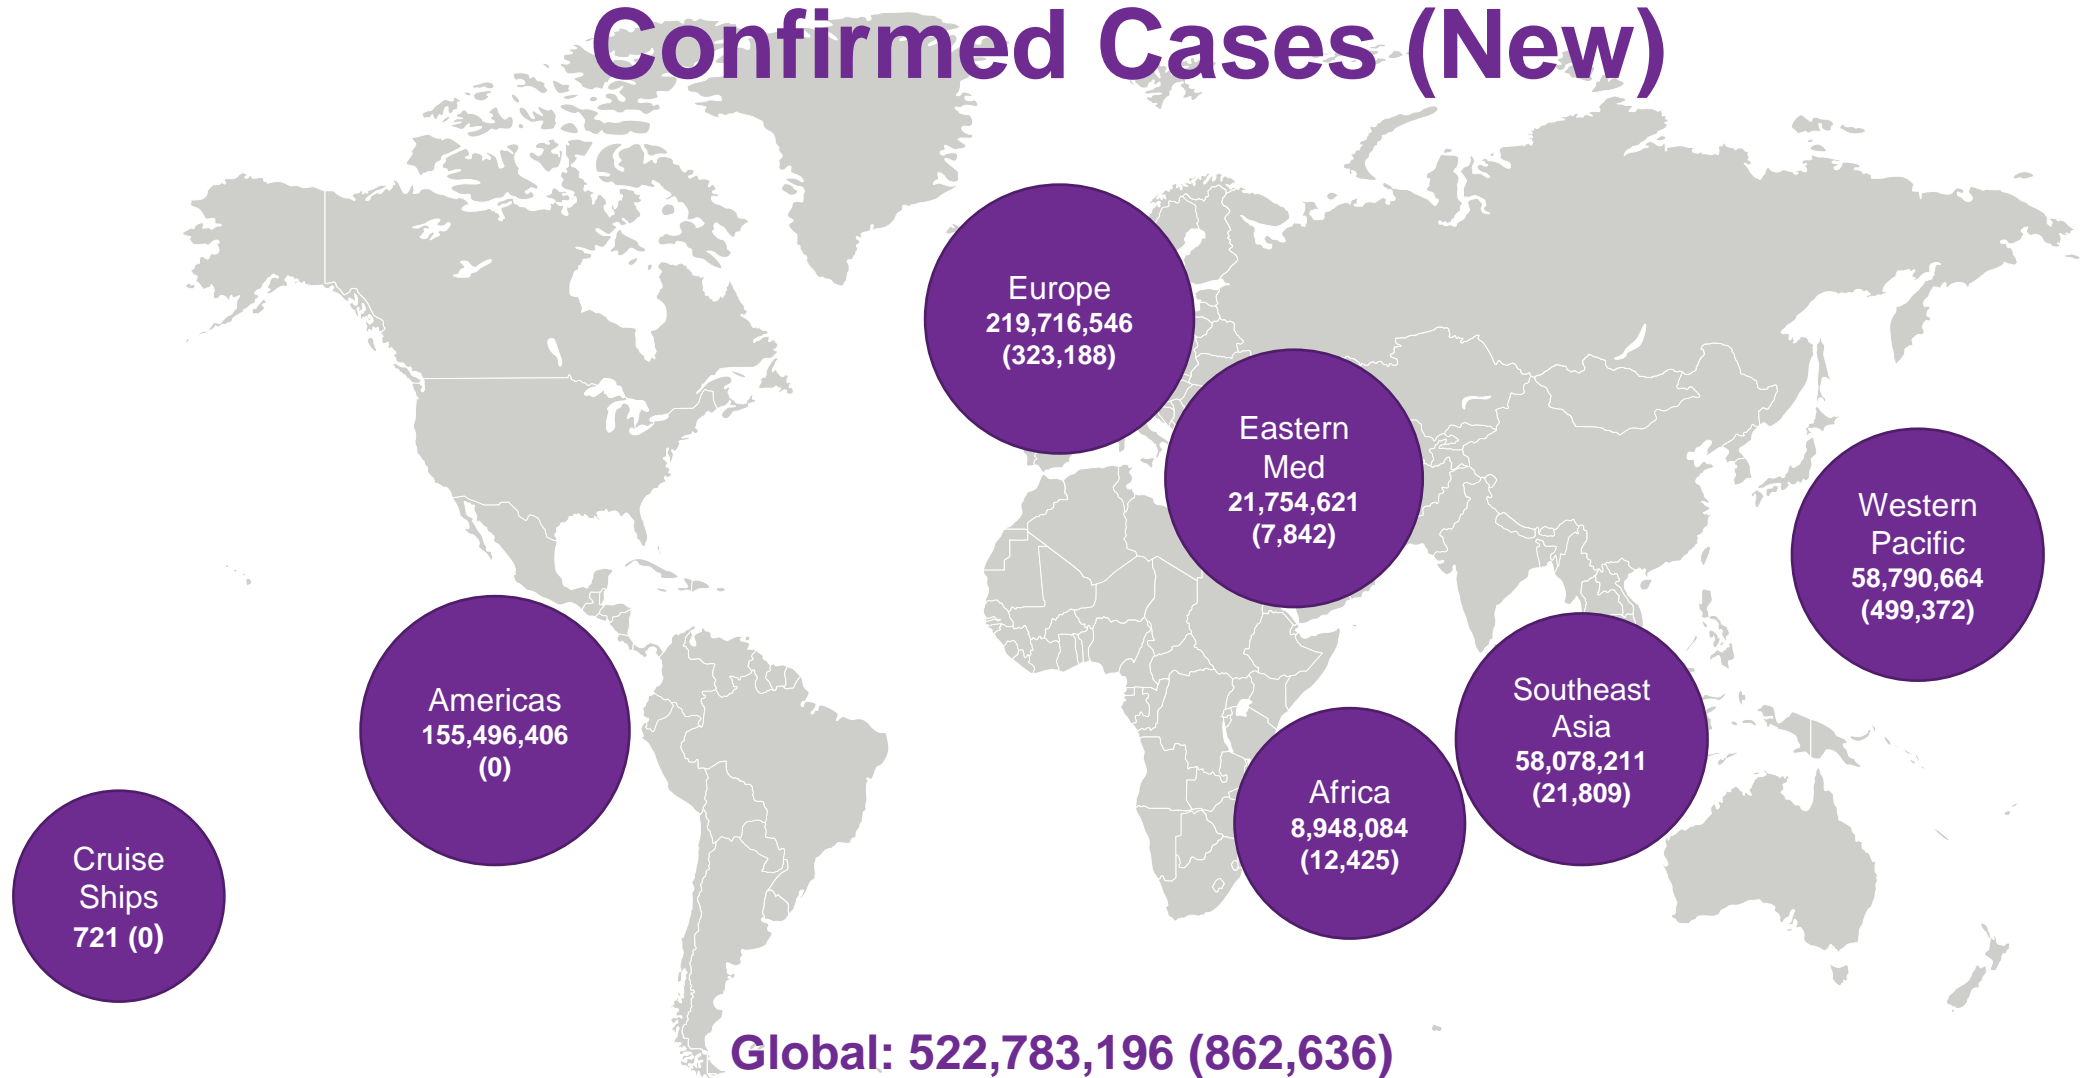 Confirmed Cases (New)
Europe
219,716,546
(323,188)
Eastern
Med
21,754,621
(7,842)
Western
Pacific
58,790,664
(499,372)
Americas
155,496,406
(0)
Southeast
Asia
58,078,211
(21,809)
Africa
8,948,084
(12,425)
Cruise
Ships
721 (0)
Global: 522,783,196 (862,636)